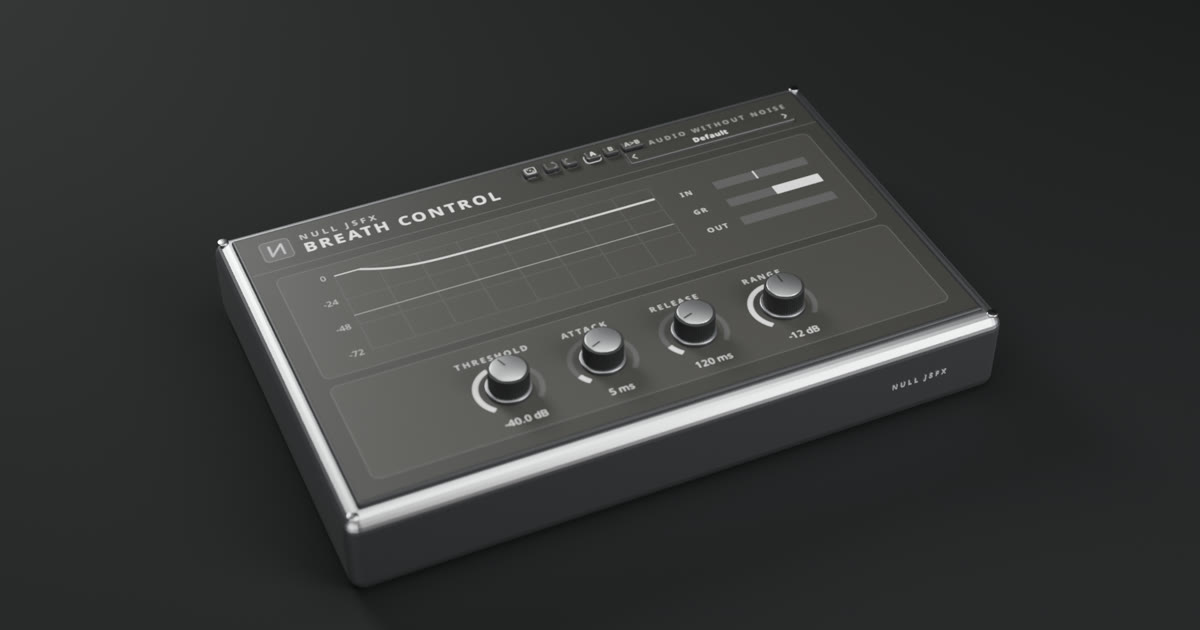 NULL JSFX
BREATH CONTROL
A
B
A>B
AUDIO WITHOUT NOISE
Default
0
-24
-48
-72
IN
GR
OUT
THRESHOLD
-40.0 dB
ATTACK
5 ms
RELEASE
120 ms
RANGE
-12 dB
NULL JSFX